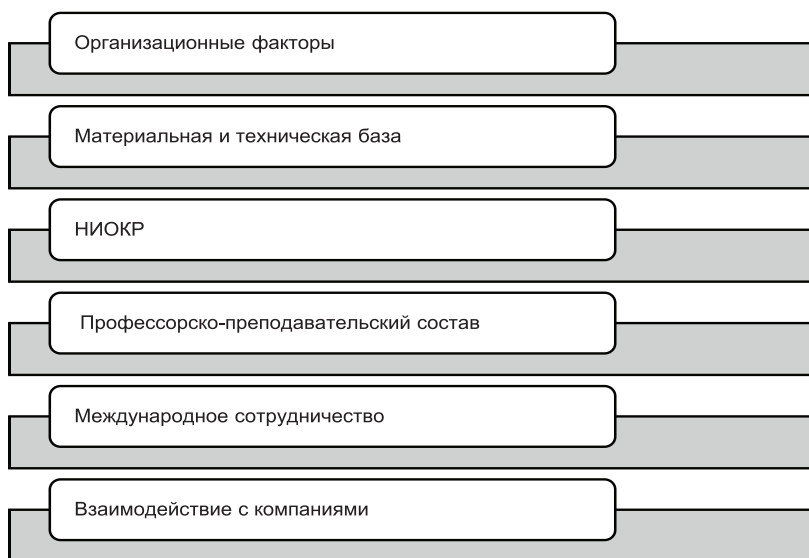 Организационные факторы
Материальная и техническая база
НИОКР
Профессорско-преподавательский состав
Международное сотрудничество
Взаимодействие с компаниями